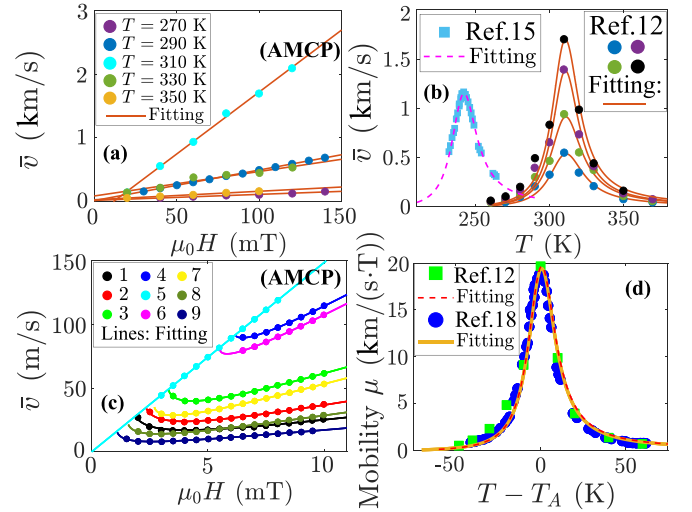 3
2
1
0
v̄ (km/s)
T = 270 K
T = 290 K
T = 310 K
T = 330 K
T = 350 K
Fitting
(AMCP)
(a)
0 50 100 150
μ₀H (mT)
2
1.5
1
0.5
0
v̄ (km/s)
Ref.15
Fitting
Ref.12
Fitting:
(b)
250 300 350
T (K)
150
100
50
0
v̄ (m/s)
1 4 7
2 5 8
3 6 9
Lines: Fitting
(AMCP)
(c)
0 5 10
μ₀H (mT)
20
15
10
5
0
Mobility μ (km/(s·T))
Ref.12
Fitting
Ref.18
Fitting
(d)
-50 0 50
T − T_A (K)